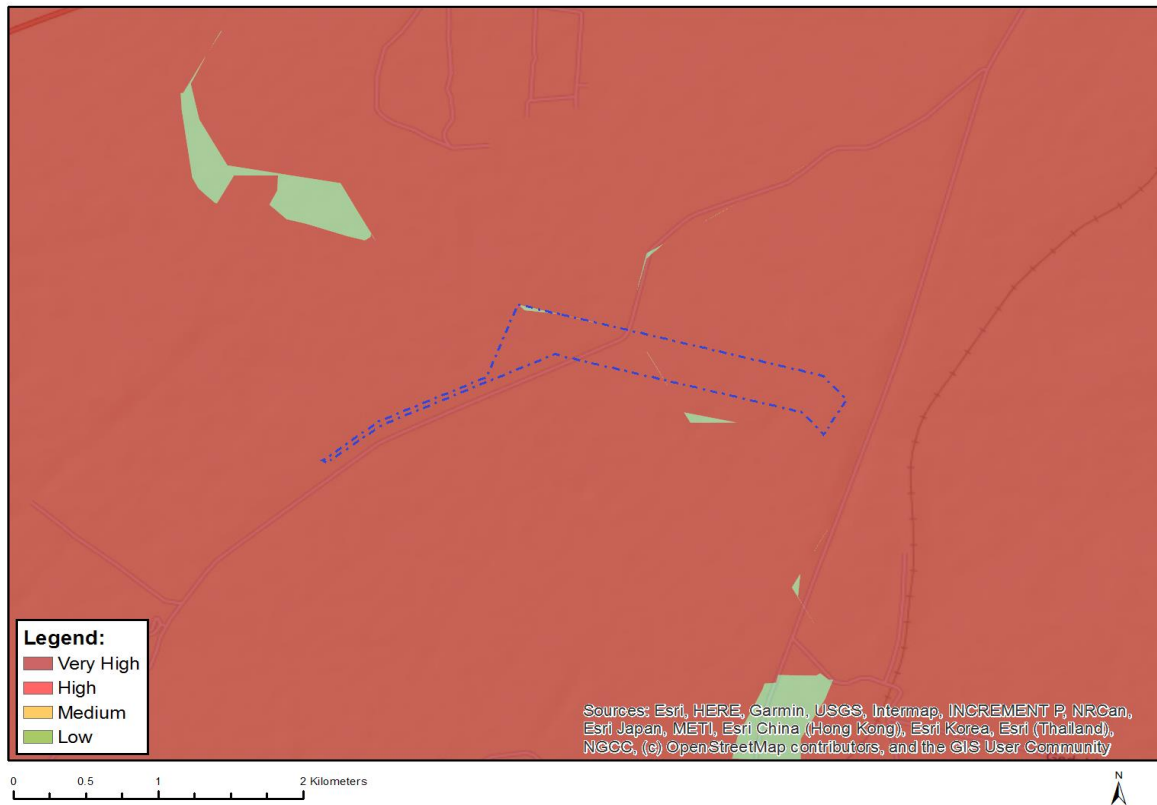 Legend:
Very High
High
Medium
Low
Sources: Esri, HERE, Garmin, USGS, Intermap, INCREMENT P, NRCan,
Esri Japan, METI, Esri China (Hong Kong), Esri Korea, Esri (Thailand),
NGCC, (c) OpenStreetMap contributors, and the GIS User Community
0 0.5 1 2 Kilometers
N